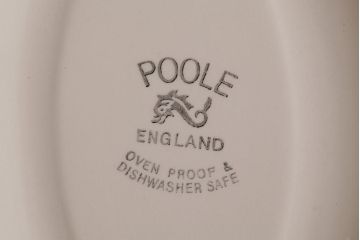 POOLE
ENGLAND
OVEN PROOF &
DISHWASHER SAFE